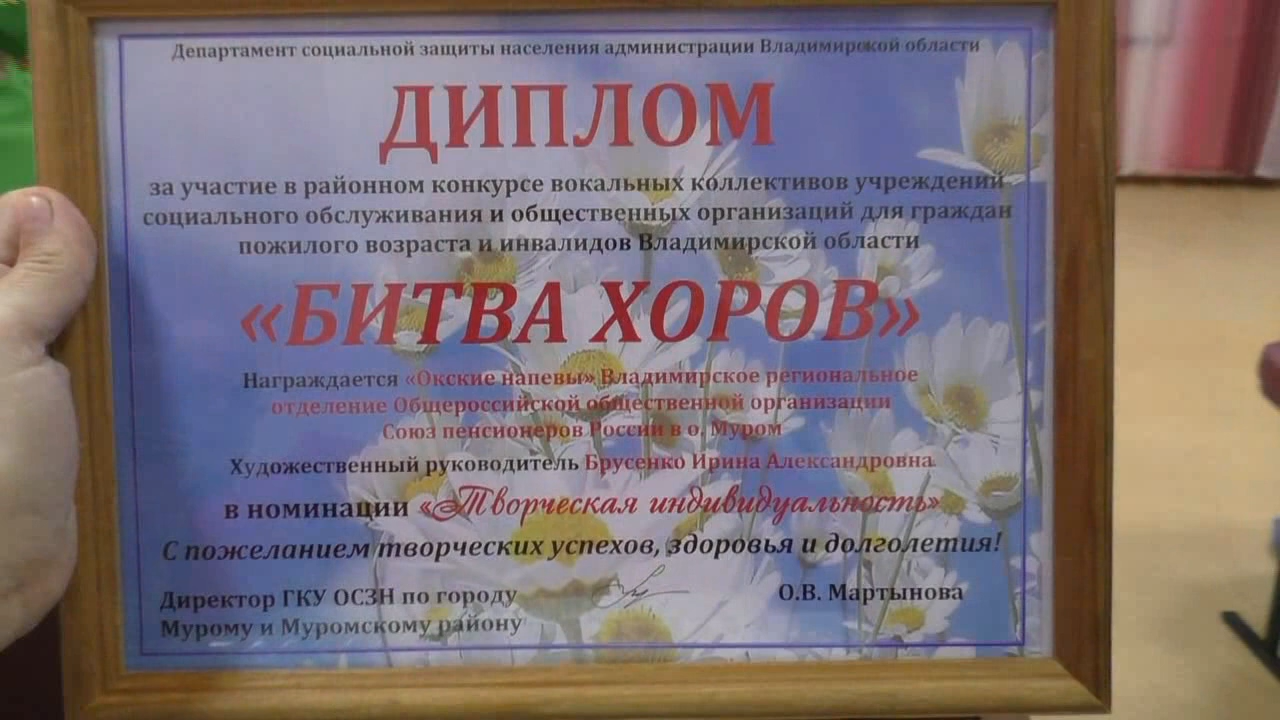 Департамент социальной защиты населения администрации Владимирской области
ДИПЛОМ
за участие в районном конкурсе вокальных коллективов учреждений
социального обслуживания и общественных организаций для граждан
пожилого возраста и инвалидов Владимирской области
«БИТВА ХОРОВ»
Награждается «Окские напевы» Владимирское региональное
отделение Общероссийской общественной организации
Союз пенсионеров России в о. Муром
Художественный руководитель Брусенко Ирина Александровна
в номинации «Творческая индивидуальность»
С пожеланием творческих успехов, здоровья и долголетия!
Директор ГКУ ОСЗН по городу О.В. Мартынова
Мурому и Муромскому району